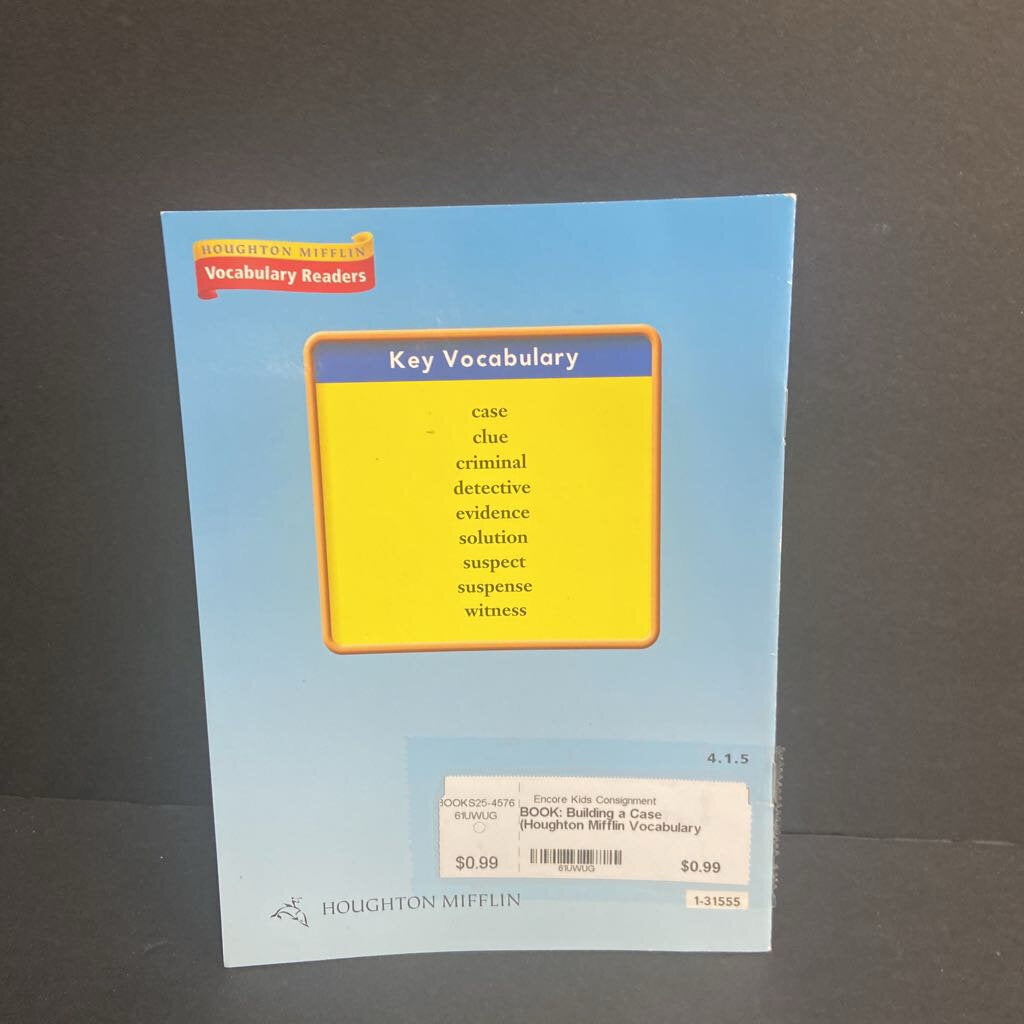 HOUGHTON MIFFLIN
Vocabulary Readers
Key Vocabulary
case
clue
criminal
detective
evidence
solution
suspect
suspense
witness
4.1.5
BOOKS25-4576
61UWUG
$0.99
Encore Kids Consignment
BOOK: Building a Case
(Houghton Mifflin Vocabulary
61UWUG
$0.99
HOUGHTON MIFFLIN
1-31555